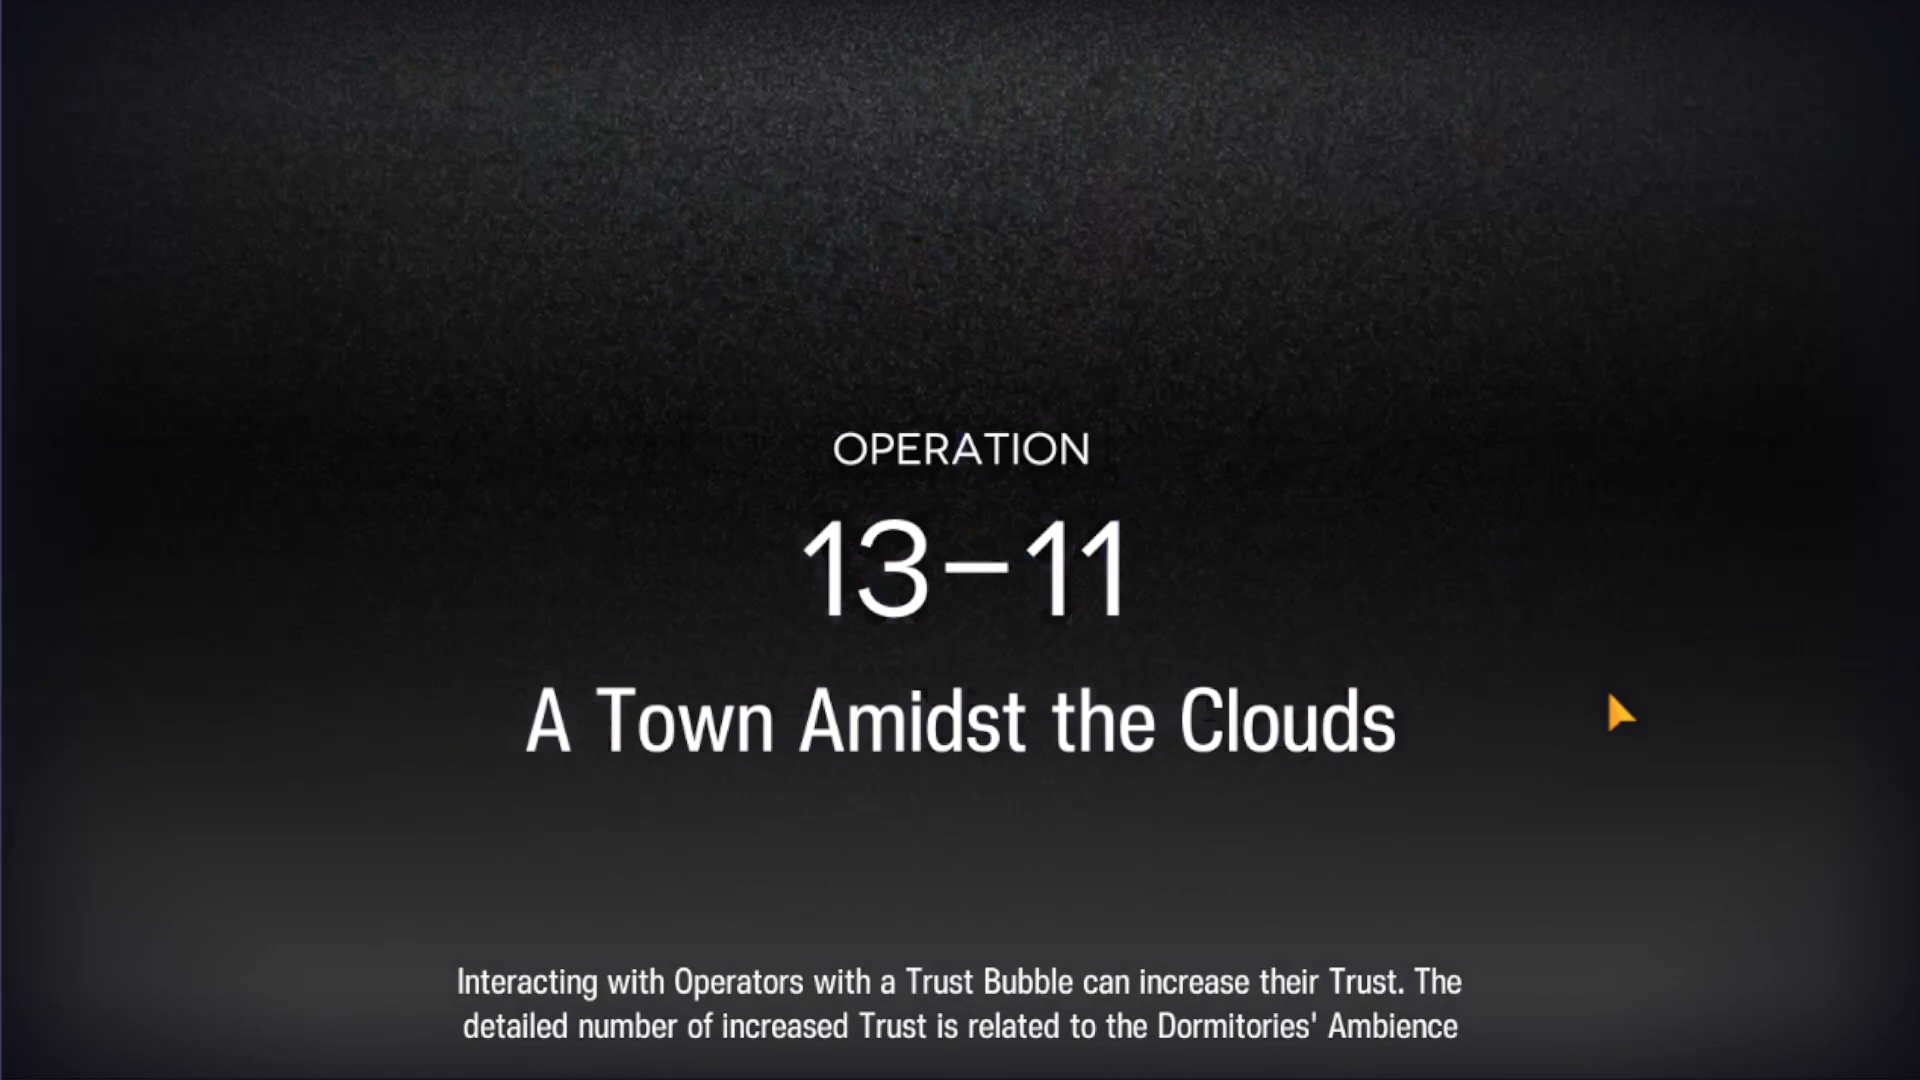 OPERATION
13-11
A Town Amidst the Clouds
Interacting with Operators with a Trust Bubble can increase their Trust. The
detailed number of increased Trust is related to the Dormitories' Ambience